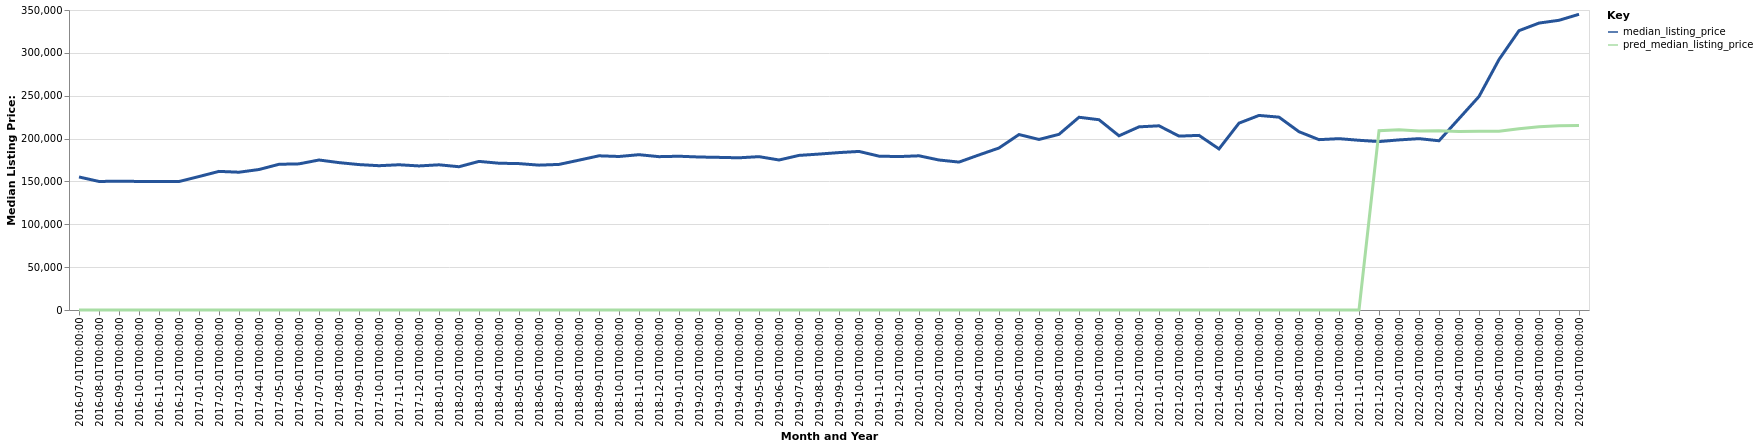 350,000
300,000
250,000
200,000
150,000
100,000
50,000
0
Median Listing Price:
2016-07-01T00:00:00
2016-08-01T00:00:00
2016-09-01T00:00:00
2016-10-01T00:00:00
2016-11-01T00:00:00
2016-12-01T00:00:00
2017-01-01T00:00:00
2017-02-01T00:00:00
2017-03-01T00:00:00
2017-04-01T00:00:00
2017-05-01T00:00:00
2017-06-01T00:00:00
2017-07-01T00:00:00
2017-08-01T00:00:00
2017-09-01T00:00:00
2017-10-01T00:00:00
2017-11-01T00:00:00
2017-12-01T00:00:00
2018-01-01T00:00:00
2018-02-01T00:00:00
2018-03-01T00:00:00
2018-04-01T00:00:00
2018-05-01T00:00:00
2018-06-01T00:00:00
2018-07-01T00:00:00
2018-08-01T00:00:00
2018-09-01T00:00:00
2018-10-01T00:00:00
2018-11-01T00:00:00
2018-12-01T00:00:00
2019-01-01T00:00:00
2019-02-01T00:00:00
2019-03-01T00:00:00
2019-04-01T00:00:00
2019-05-01T00:00:00
2019-06-01T00:00:00
2019-07-01T00:00:00
2019-08-01T00:00:00
2019-09-01T00:00:00
2019-10-01T00:00:00
2019-11-01T00:00:00
2019-12-01T00:00:00
2020-01-01T00:00:00
2020-02-01T00:00:00
2020-03-01T00:00:00
2020-04-01T00:00:00
2020-05-01T00:00:00
2020-06-01T00:00:00
2020-07-01T00:00:00
2020-08-01T00:00:00
2020-09-01T00:00:00
2020-10-01T00:00:00
2020-11-01T00:00:00
2020-12-01T00:00:00
2021-01-01T00:00:00
2021-02-01T00:00:00
2021-03-01T00:00:00
2021-04-01T00:00:00
2021-05-01T00:00:00
2021-06-01T00:00:00
2021-07-01T00:00:00
2021-08-01T00:00:00
2021-09-01T00:00:00
2021-10-01T00:00:00
2021-11-01T00:00:00
2021-12-01T00:00:00
2022-01-01T00:00:00
2022-02-01T00:00:00
2022-03-01T00:00:00
2022-04-01T00:00:00
2022-05-01T00:00:00
2022-06-01T00:00:00
2022-07-01T00:00:00
2022-08-01T00:00:00
2022-09-01T00:00:00
2022-10-01T00:00:00
Month and Year
Key
median_listing_price
pred_median_listing_price